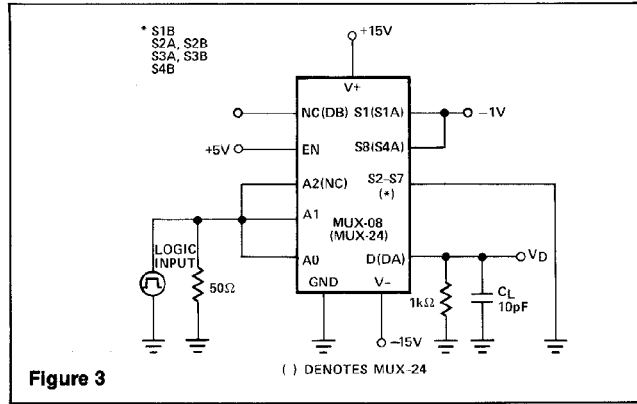 * S1B
S2A, S2B
S3A, S3B
S4B
+15V
V+
NC(DB) S1(S1A)
−1V
+5V
EN
S8(S4A)
A2(NC)
S2–S7
(*)
A1
MUX-08
(MUX-24)
LOGIC
INPUT
A0
D(DA)
VD
50Ω
GND
V−
1kΩ
CL
10pF
−15V
( ) DENOTES MUX-24
Figure 3